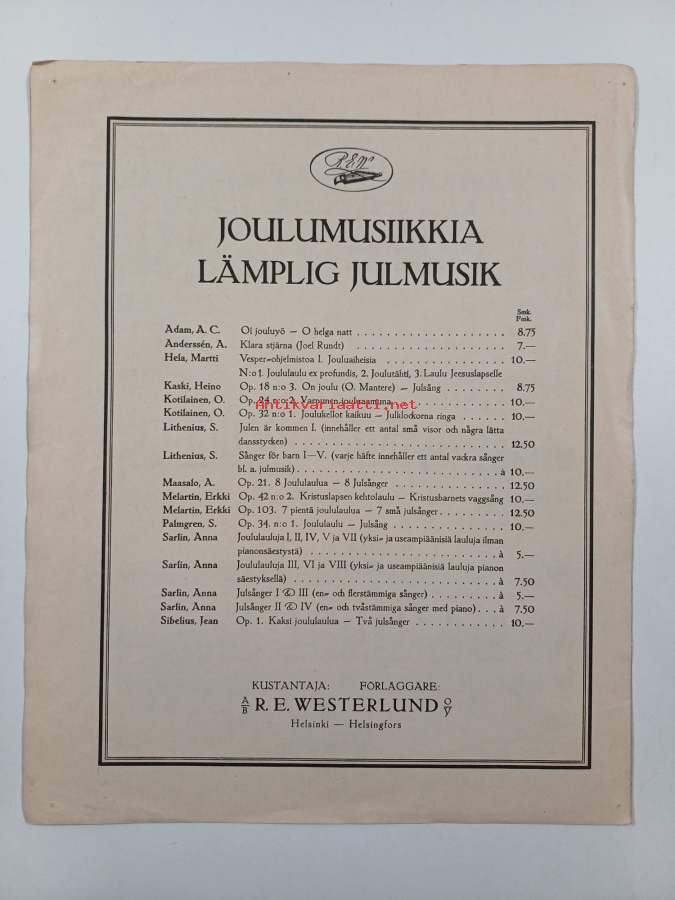 R.E.W.
JOULUMUSIIKKIA
LÄMPLIG JULMUSIK
Smk.
Fmk.
Adam, A. C. Oi jouluyö — O helga natt . . . . . . . . . . . . . . . . . . . . 8.75
Anderssén, A. Klara stjärna (Joel Rundt) . . . . . . . . . . . . . . . . . . . 7.—
Hela, Martti Vesper-ohjelmistoa I. Jouluaiheisia . . . . . . . . . . . . . . . . . 10.—
N:o 1. Joululaulu ex profundis, 2. Joulutähti, 3. Laulu Jeesuslapselle
Kaski, Heino Op. 18 n:o 3. On joulu (O. Mantere) — Julsång . . . . . . . . 8.75
Kotilainen, O. Op. 24 n:o 2. Varpunen jouluaamuna . . . . . . . . . . . . . . 10.—
Antikvariaatti.net
Kotilainen, O. Op. 32 n:o 1. Joulukellot kaikuu — Julklockorna ringa . . . . . . . 10.—
Lithenius, S. Julen är kommen I. (innehåller ett antal små visor och några lätta
dansstycken) . . . . . . . . . . . . . . . . . . . . . . . . . . . . . 12.50
Lithenius, S. Sånger för barn I—V. (varje häfte innehåller ett antal vackra sånger
bl. a. julmusik) . . . . . . . . . . . . . . . . . . . . . . . . . . à 10.—
Maasalo, A. Op. 21. 8 Joululaulua — 8 Julsånger . . . . . . . . . . . . . . . 12.50
Melartin, Erkki Op. 42 n:o 2. Kristuslapsen kehtolaulu — Kristusbarnets vaggsång 10.—
Melartin, Erkki Op. 103. 7 pientä joululaulua — 7 små julsånger . . . . . . . . . 12.50
Palmgren, S. Op. 34. n:o 1. Joululaulu — Julsång . . . . . . . . . . . . . . . 10.—
Sarlin, Anna Joululauluja I, II, IV, V ja VII (yksi- ja useampiäänisiä lauluja ilman
pianonsäestystä) . . . . . . . . . . . . . . . . . . . . . . . . . . à 5.—
Sarlin, Anna Joululauluja III, VI ja VIII (yksi- ja useampiäänisiä lauluja pianon
säestyksellä) . . . . . . . . . . . . . . . . . . . . . . . . . . . . à 7.50
Sarlin, Anna Julsånger I & III (en- och flerstämmiga sånger) . . . . . . . . . à 5.—
Sarlin, Anna Julsånger II & IV (en- och tvåstämmiga sånger med piano) . . . à 7.50
Sibelius, Jean Op. 1. Kaksi joululaulua — Två julsånger . . . . . . . . . . . . 10.—
KUSTANTAJA: FÖRLÄGGARE:
A/B R. E. WESTERLUND O/Y
Helsinki — Helsingfors